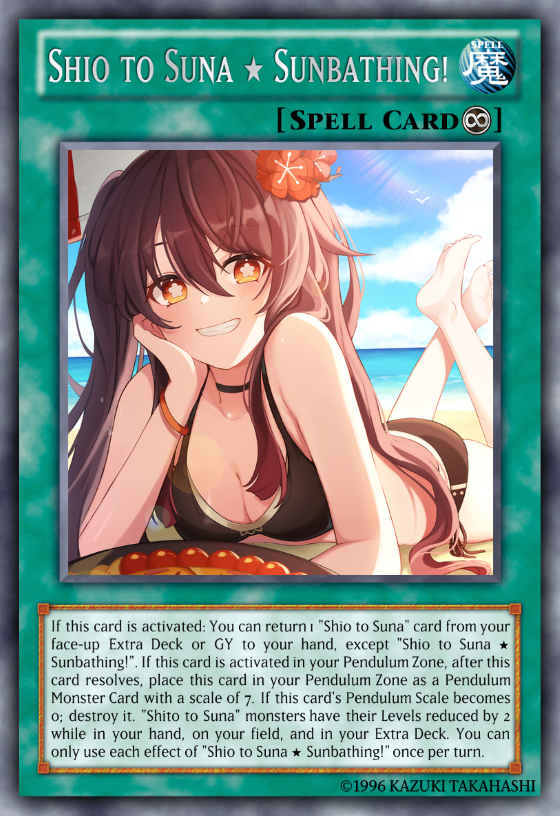 Shio to Suna ★ Sunbathing!
SPELL
魔
[Spell Card♾]
If this card is activated: You can return 1 "Shio to Suna" card from your
face-up Extra Deck or GY to your hand, except "Shio to Suna ★
Sunbathing!". If this card is activated in your Pendulum Zone, after this
card resolves, place this card in your Pendulum Zone as a Pendulum
Monster Card with a scale of 7. If this card's Pendulum Scale becomes
0; destroy it. "Shito to Suna" monsters have their Levels reduced by 2
while in your hand, on your field, and in your Extra Deck. You can
only use each effect of "Shio to Suna ★ Sunbathing!" once per turn.
©1996 KAZUKI TAKAHASHI